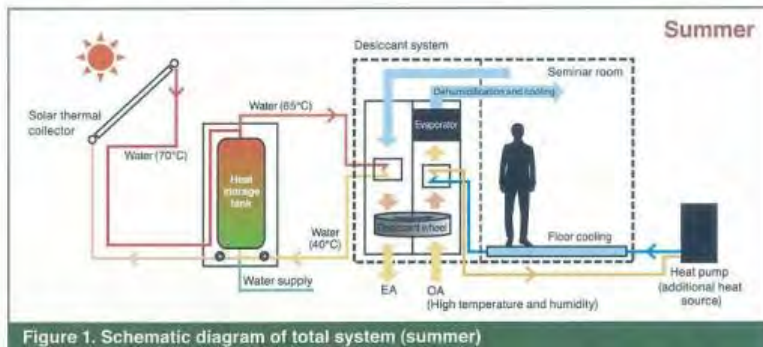 Summer
Desiccant system
Seminar room
Dehumidification and cooling
Solar thermal
collector
Water (65°C)
Evaporator
Water (70°C)
Heat
storage
tank
Desiccant wheel
Water
(40°C)
Floor cooling
Water supply
EA
OA
(High temperature and humidity)
Heat pump
(additional heat
source)
Figure 1. Schematic diagram of total system (summer)